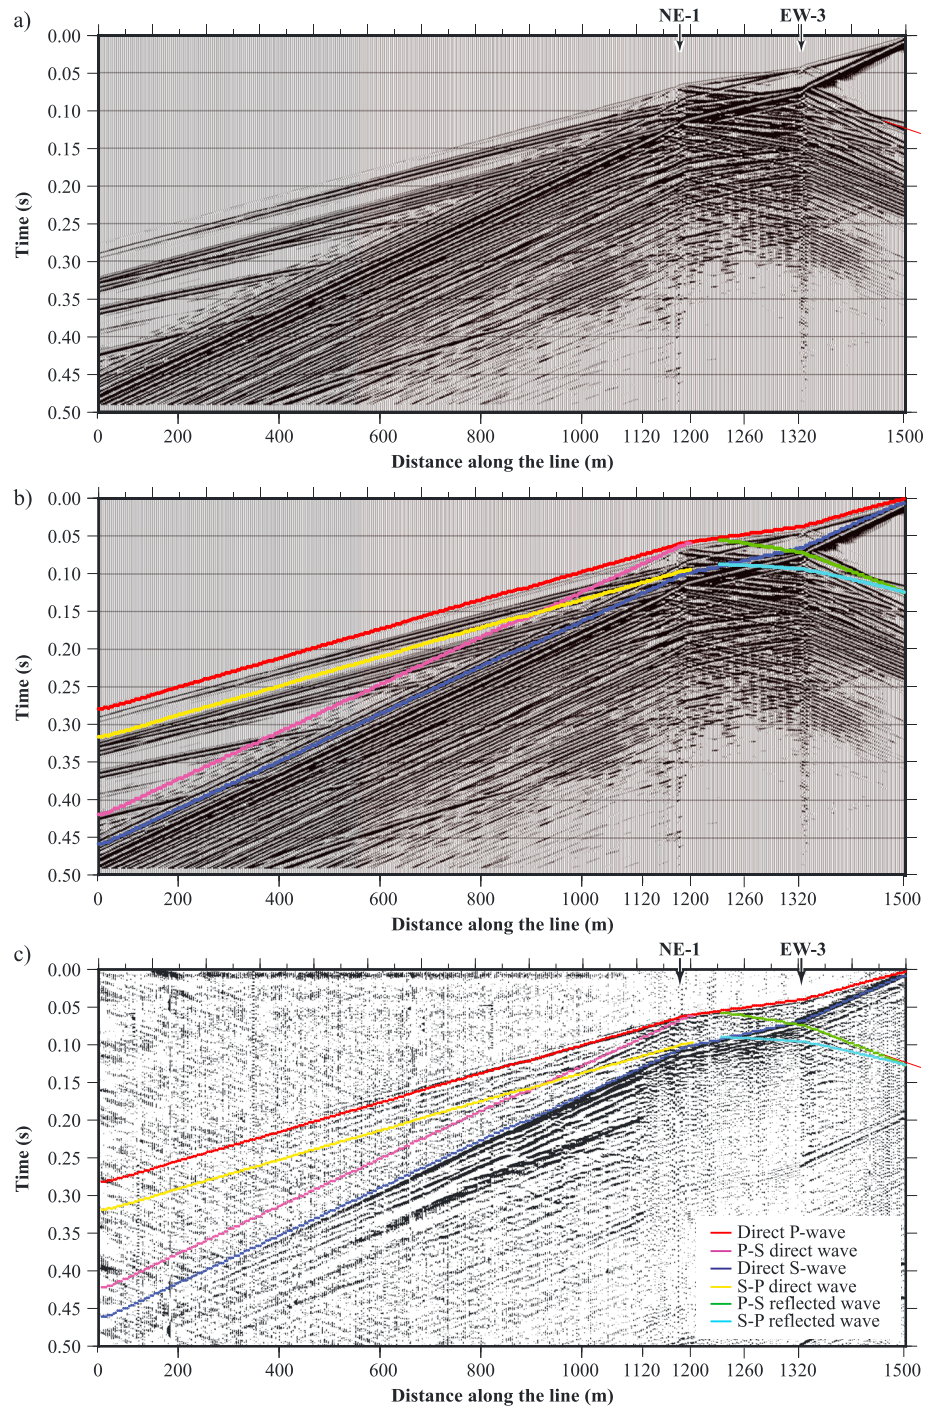 a)
NE-1 EW-3
0.00
0.05
0.10
0.15
0.20
0.25
0.30
0.35
0.40
0.45
0.50
Time (s)
0 200 400 600 800 1000 1120 1200 1260 1320 1500
Distance along the line (m)
b)
0.00
0.05
0.10
0.15
0.20
0.25
0.30
0.35
0.40
0.45
0.50
Time (s)
0 200 400 600 800 1000 1120 1200 1260 1320 1500
Distance along the line (m)
c)
NE-1 EW-3
0.00
0.05
0.10
0.15
0.20
0.25
0.30
0.35
0.40
0.45
0.50
Time (s)
Direct P-wave
P-S direct wave
Direct S-wave
S-P direct wave
P-S reflected wave
S-P reflected wave
0 200 400 600 800 1000 1120 1200 1260 1320 1500
Distance along the line (m)